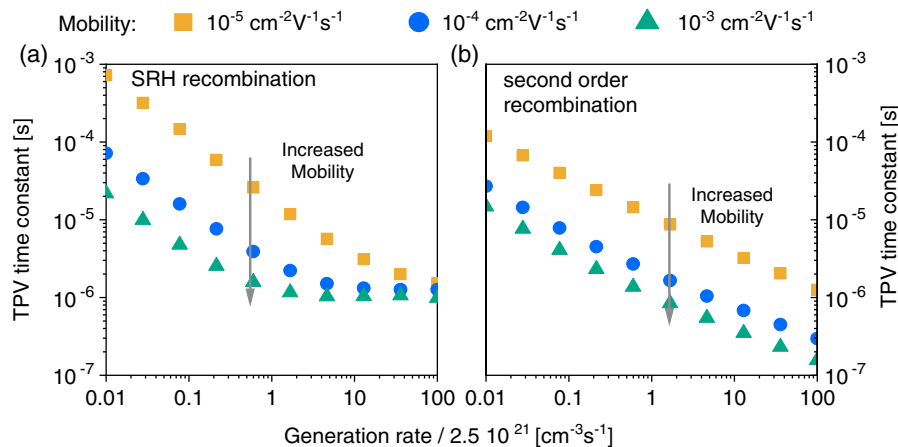 Mobility: 10⁻⁵ cm⁻²V⁻¹s⁻¹ 10⁻⁴ cm⁻²V⁻¹s⁻¹ 10⁻³ cm⁻²V⁻¹s⁻¹
(a) (b)
10⁻³ 10⁻³
SRH recombination second order
recombination
10⁻⁴ 10⁻⁴
Increased
Mobility
Increased
Mobility
10⁻⁵ 10⁻⁵
10⁻⁶ 10⁻⁶
10⁻⁷ 10⁻⁷
TPV time constant [s]
TPV time constant [s]
0.01 0.1 1 10 100 0.01 0.1 1 10 100
Generation rate / 2.5 10²¹ [cm⁻³s⁻¹]